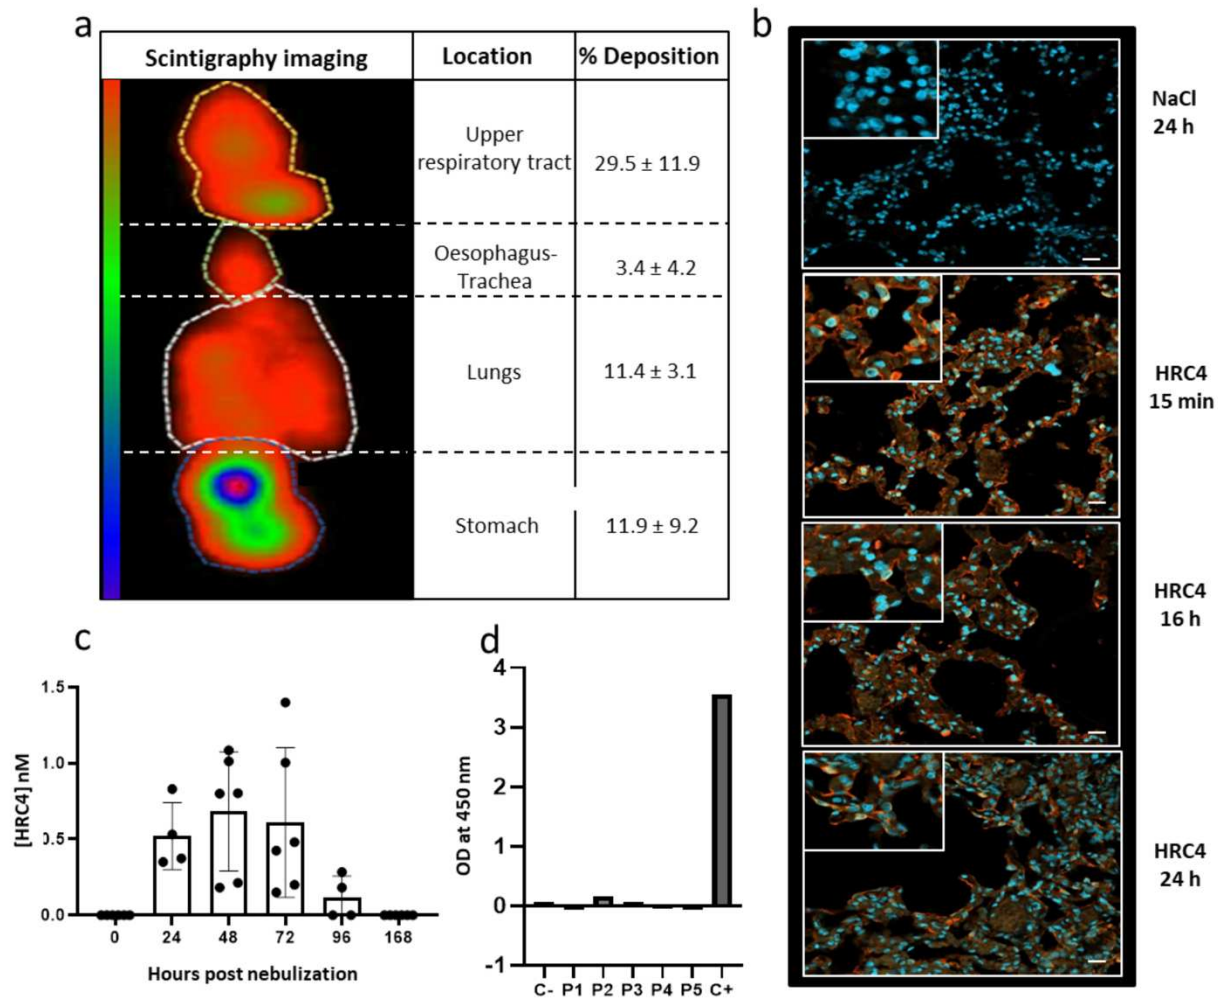 a
Scintigraphy imaging
Location
% Deposition
Upper
respiratory tract
29.5 ± 11.9
Oesophagus-
Trachea
3.4 ± 4.2
Lungs
11.4 ± 3.1
Stomach
11.9 ± 9.2
b
NaCl
24 h
HRC4
15 min
HRC4
16 h
HRC4
24 h
c
[HRC4] nM
1.5
1.0
0.5
0.0
0 24 48 72 96 168
Hours post nebulization
d
OD at 450 nm
4
3
2
1
0
-1
C- P1 P2 P3 P4 P5 C+